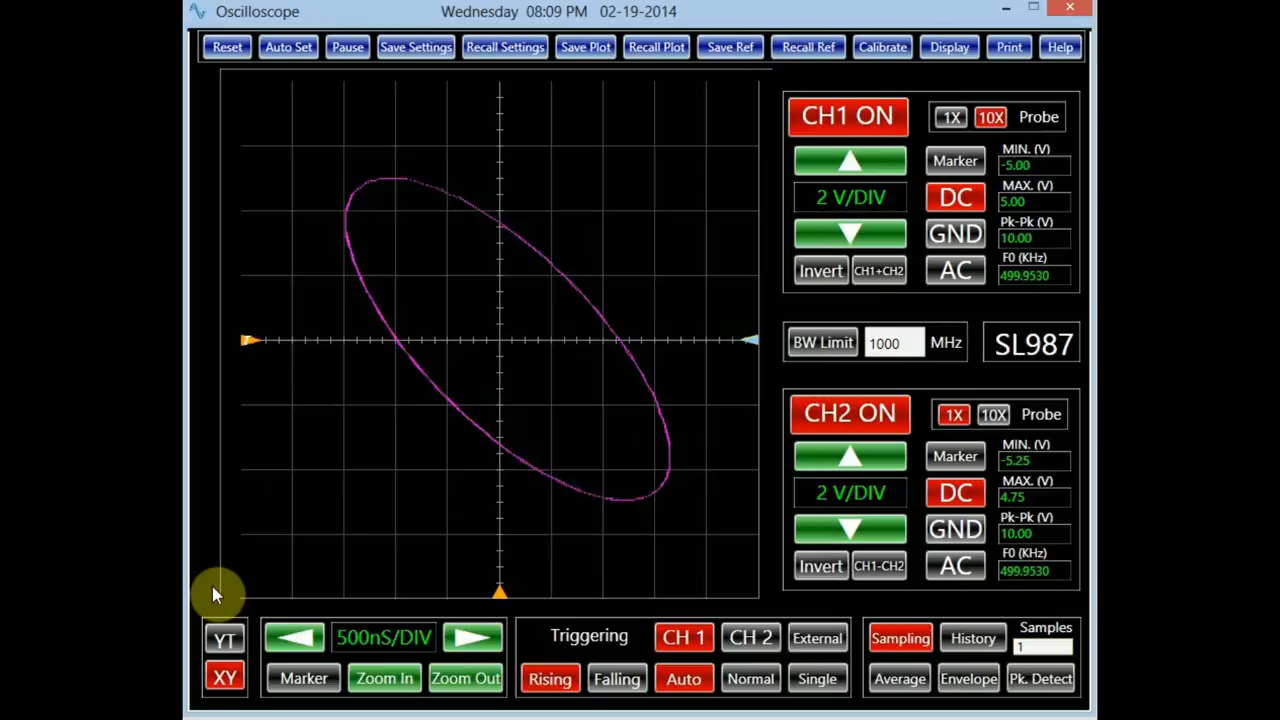 Oscilloscope Wednesday 08:09 PM 02-19-2014
Reset Auto Set Pause Save Settings Recall Settings Save Plot Recall Plot Save Ref Recall Ref Calibrate Display Print Help
CH1 ON 1X 10X Probe
MIN. (V)
Marker -5.00
MAX. (V)
2 V/DIV DC 5.00
Pk-Pk (V)
GND 10.00
F0 (KHz)
Invert CH1+CH2 AC 499.9530
BW Limit 1000 MHz SL987
CH2 ON 1X 10X Probe
MIN. (V)
Marker -5.25
MAX. (V)
2 V/DIV DC 4.75
Pk-Pk (V)
GND 10.00
F0 (KHz)
Invert CH1-CH2 AC 499.9530
YT 500nS/DIV Triggering CH 1 CH 2 External Sampling History Samples
1
XY Marker Zoom In Zoom Out Rising Falling Auto Normal Single Average Envelope Pk. Detect